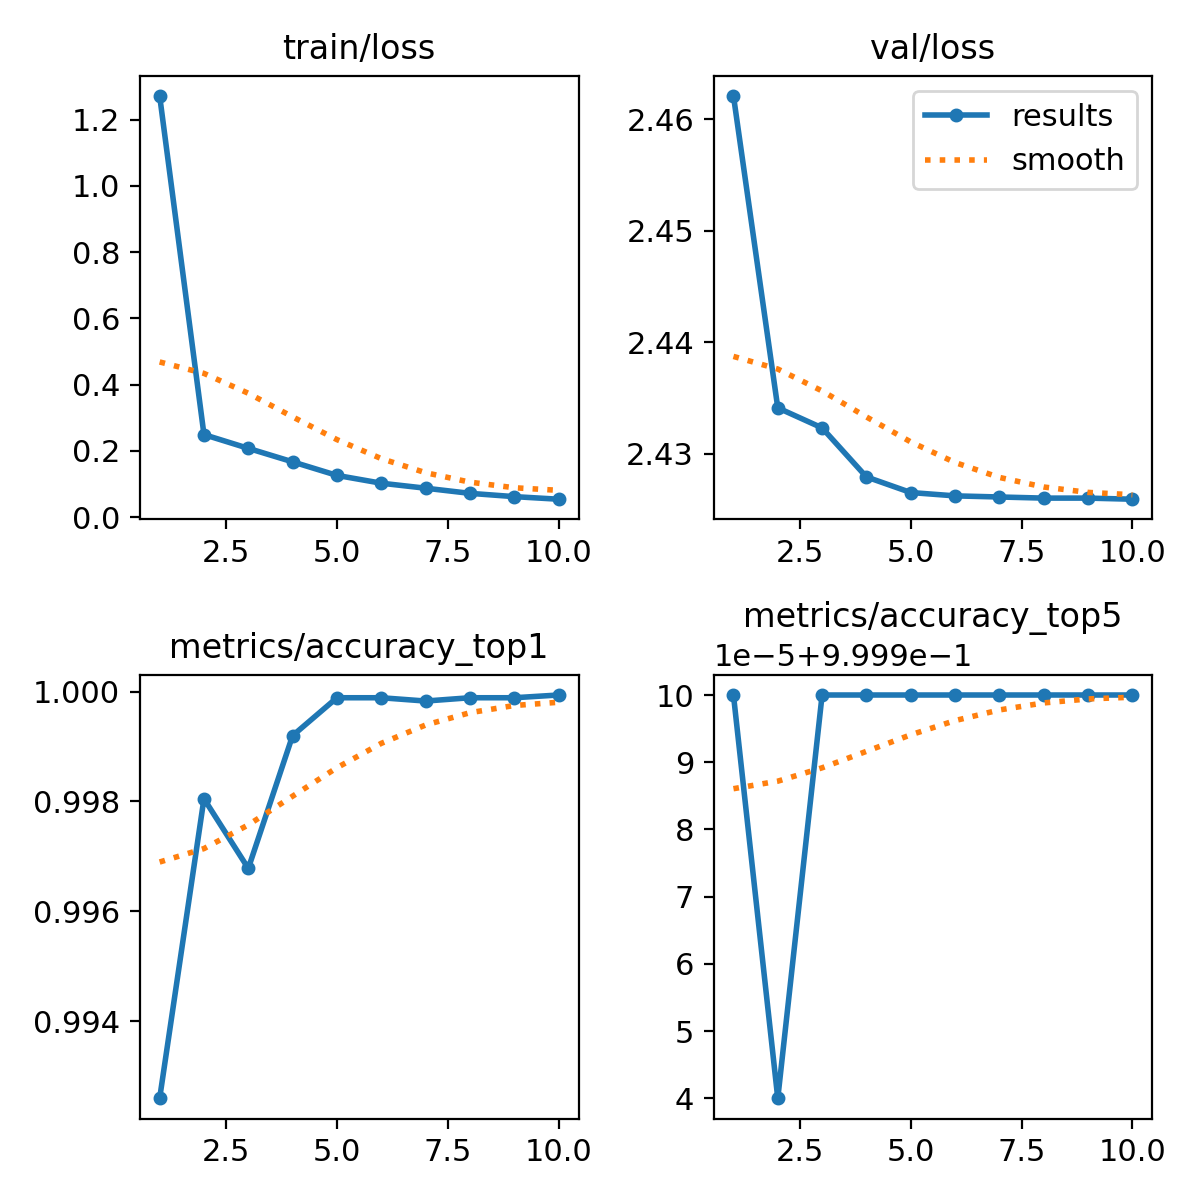 train/loss
1.2
1.0
0.8
0.6
0.4
0.2
0.0
2.5 5.0 7.5 10.0
val/loss
results
smooth
2.46
2.45
2.44
2.43
2.5 5.0 7.5 10.0
metrics/accuracy_top1
1.000
0.998
0.996
0.994
2.5 5.0 7.5 10.0
metrics/accuracy_top5
1e−5+9.999e−1
10
9
8
7
6
5
4
2.5 5.0 7.5 10.0